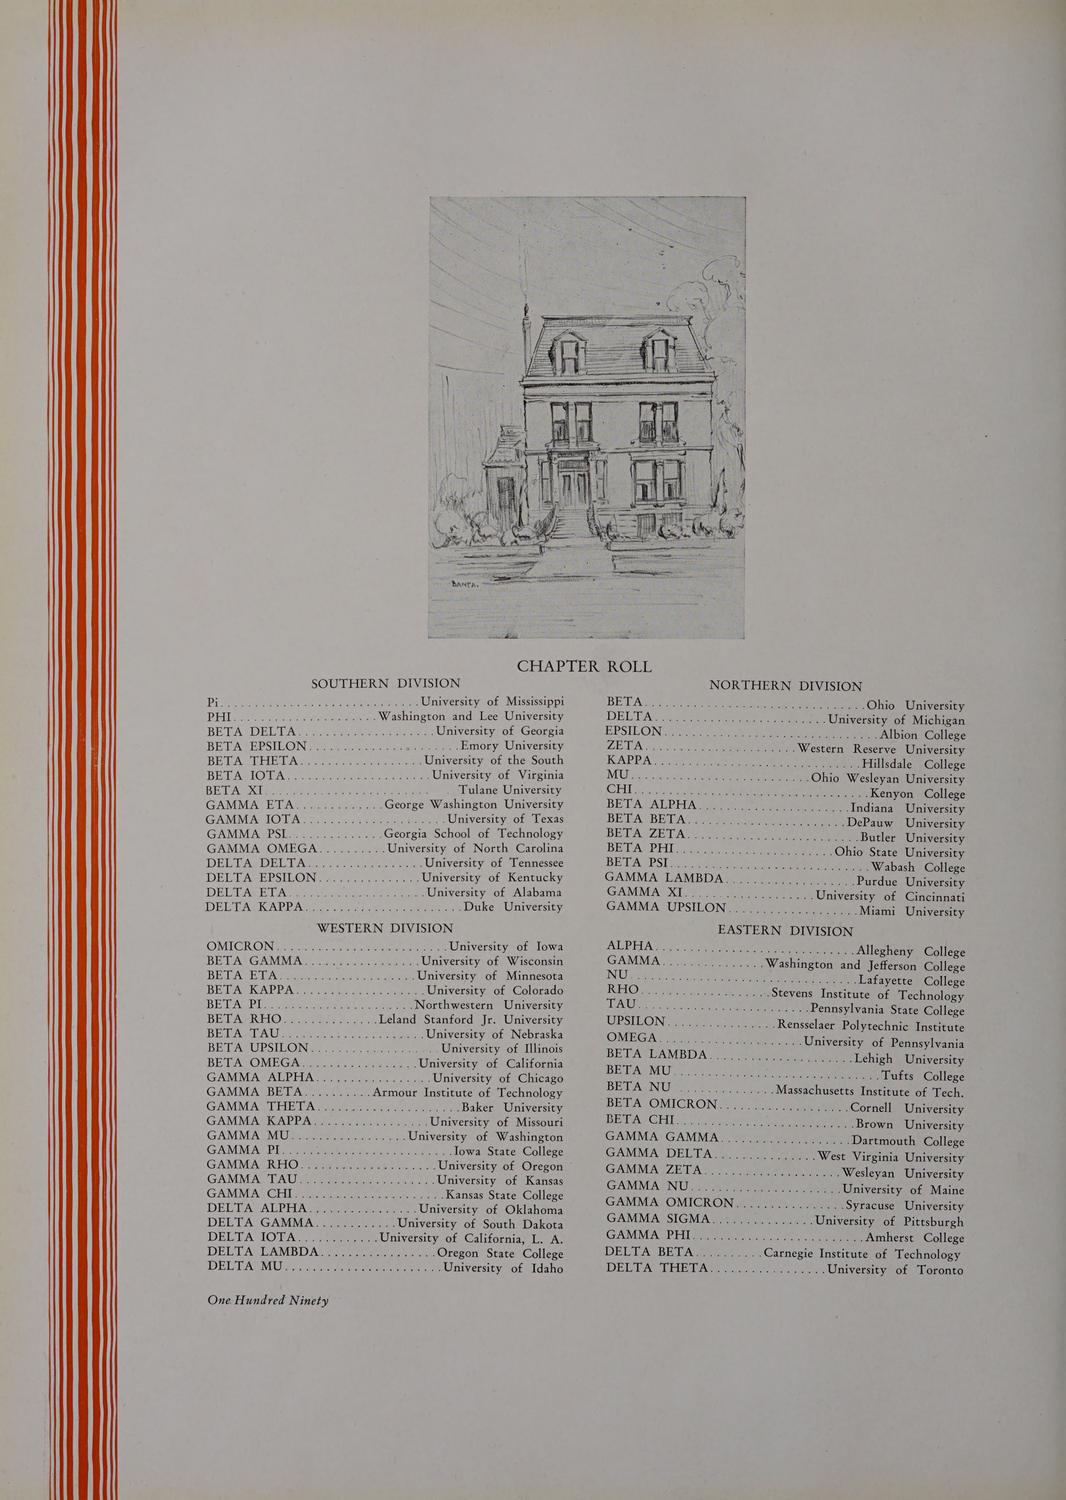 BANTA.
CHAPTER ROLL
SOUTHERN DIVISION
Pi.............................University of Mississippi
PHI.....................Washington and Lee University
BETA DELTA....................University of Georgia
BETA EPSILON......................Emory University
BETA THETA..................University of the South
BETA IOTA.....................University of Virginia
BETA XI........................ Tulane University
GAMMA ETA.............George Washington University
GAMMA IOTA.....................University of Texas
GAMMA PSI..............Georgia School of Technology
GAMMA OMEGA..........University of North Carolina
DELTA DELTA.................University of Tennessee
DELTA EPSILON...............University of Kentucky
DELTA ETA....................University of Alabama
DELTA KAPPA.......................Duke University
WESTERN DIVISION
OMICRON.........................University of Iowa
BETA GAMMA.................University of Wisconsin
BETA ETA....................University of Minnesota
BETA KAPPA...................University of Colorado
BETA PI......................Northwestern University
BETA RHO..............Leland Stanford Jr. University
BETA TAU.....................University of Nebraska
BETA UPSILON................... University of Illinois
BETA OMEGA.................University of California
GAMMA ALPHA.................University of Chicago
GAMMA BETA..........Armour Institute of Technology
GAMMA THETA.....................Baker University
GAMMA KAPPA.................University of Missouri
GAMMA MU.................University of Washington
GAMMA PI.........................Iowa State College
GAMMA RHO....................University of Oregon
GAMMA TAU....................University of Kansas
GAMMA CHI......................Kansas State College
DELTA ALPHA................University of Oklahoma
DELTA GAMMA............University of South Dakota
DELTA IOTA............University of California, L. A.
DELTA LAMBDA.................Oregon State College
DELTA MU.......................University of Idaho
NORTHERN DIVISION
BETA................................Ohio University
DELTA.........................University of Michigan
EPSILON...............................Albion College
ZETA......................Western Reserve University
KAPPA..............................Hillsdale College
MU..........................Ohio Wesleyan University
CHI.................................Kenyon College
BETA ALPHA......................Indiana University
BETA BETA.......................DePauw University
BETA ZETA.........................Butler University
BETA PHI.......................Ohio State University
BETA PSI.............................Wabash College
GAMMA LAMBDA...................Purdue University
GAMMA XI...................University of Cincinnati
GAMMA UPSILON...................Miami University
EASTERN DIVISION
ALPHA.............................Allegheny College
GAMMA...............Washington and Jefferson College
NU.................................Lafayette College
RHO...................Stevens Institute of Technology
TAU.........................Pennsylvania State College
UPSILON................Rensselaer Polytechnic Institute
OMEGA.....................University of Pennsylvania
BETA LAMBDA.....................Lehigh University
BETA MU..............................Tufts College
BETA NU ..............Massachusetts Institute of Tech.
BETA OMICRON...................Cornell University
BETA CHI..........................Brown University
GAMMA GAMMA...................Dartmouth College
GAMMA DELTA...............West Virginia University
GAMMA ZETA....................Wesleyan University
GAMMA NU......................University of Maine
GAMMA OMICRON................Syracuse University
GAMMA SIGMA...............University of Pittsburgh
GAMMA PHI.........................Amherst College
DELTA BETA..........Carnegie Institute of Technology
DELTA THETA.................University of Toronto
One Hundred Ninety